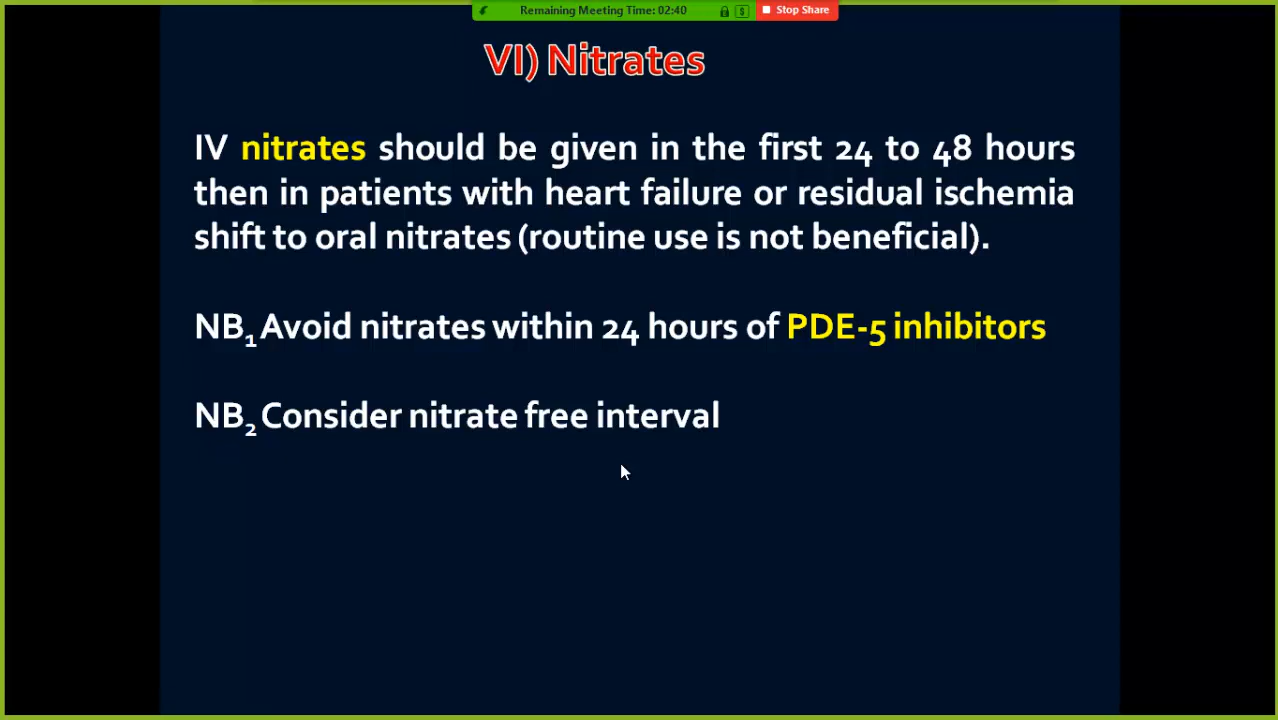 Remaining Meeting Time: 02:40
Stop Share
VI) Nitrates
IV nitrates should be given in the first 24 to 48 hours
then in patients with heart failure or residual ischemia
shift to oral nitrates (routine use is not beneficial).
NB1 Avoid nitrates within 24 hours of PDE-5 inhibitors
NB2 Consider nitrate free interval